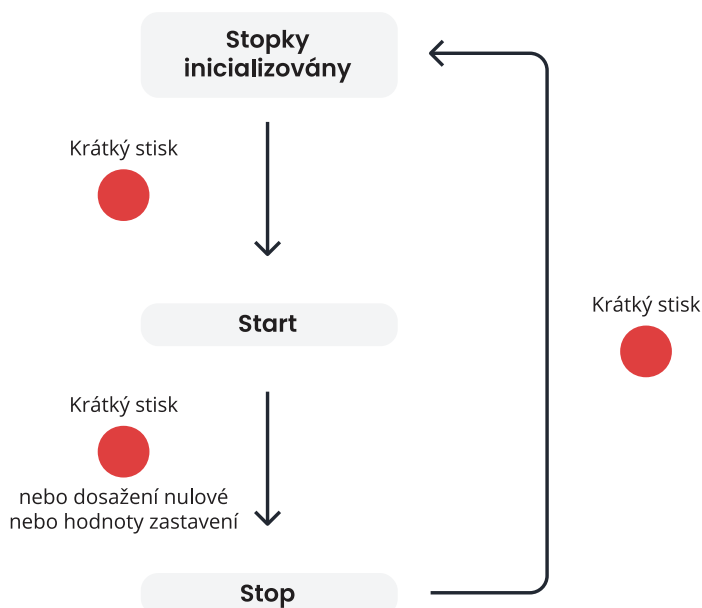 Stopky
inicializovány
Krátký stisk
Start
Krátký stisk
Krátký stisk
nebo dosažení nulové
nebo hodnoty zastavení
Stop